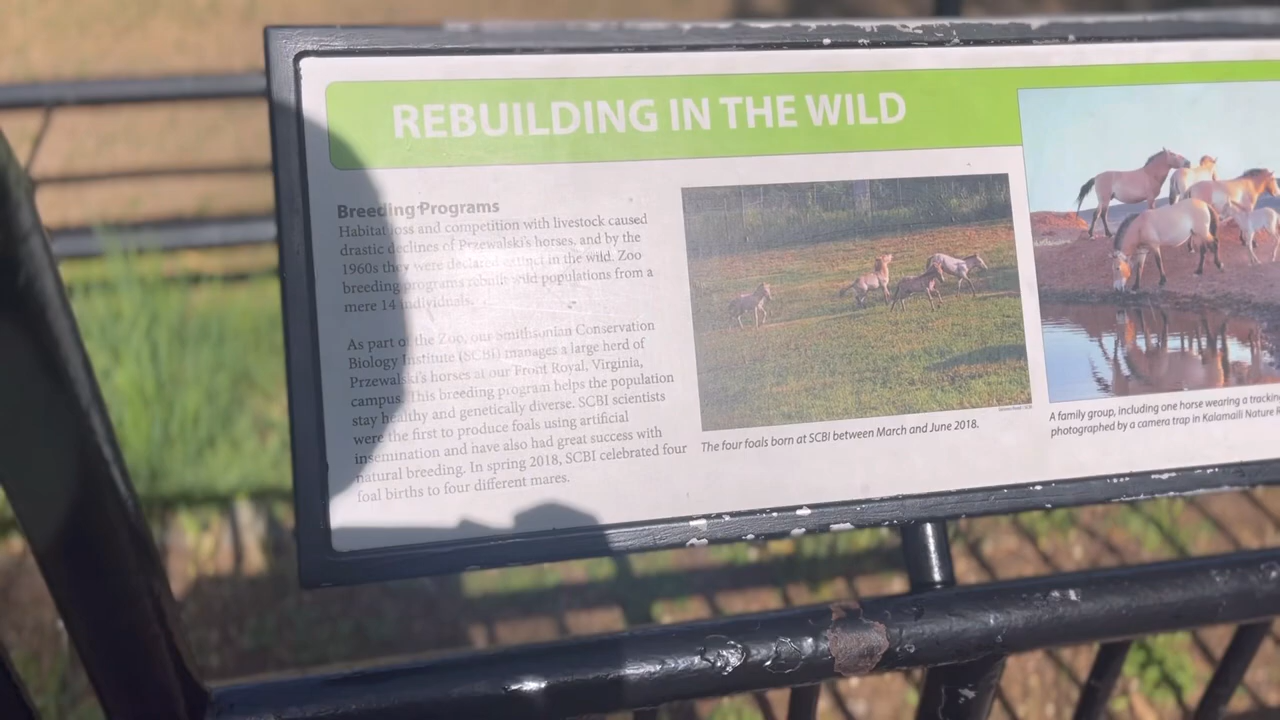 REBUILDING IN THE WILD
Breeding Programs
Habitat loss and competition with livestock caused
drastic declines of Przewalski's horses, and by the
1960s they were declared extinct in the wild. Zoo
breeding programs rebuilt wild populations from a
mere 14 individuals.
As part of the Zoo, our Smithsonian Conservation
Biology Institute (SCBI) manages a large herd of
Przewalski's horses at our Front Royal, Virginia,
campus. This breeding program helps the population
stay healthy and genetically diverse. SCBI scientists
were the first to produce foals using artificial
insemination and have also had great success with
natural breeding. In spring 2018, SCBI celebrated four
foal births to four different mares.
The four foals born at SCBI between March and June 2018.
A family group, including one horse wearing a tracking
photographed by a camera trap in Kalamaili Nature